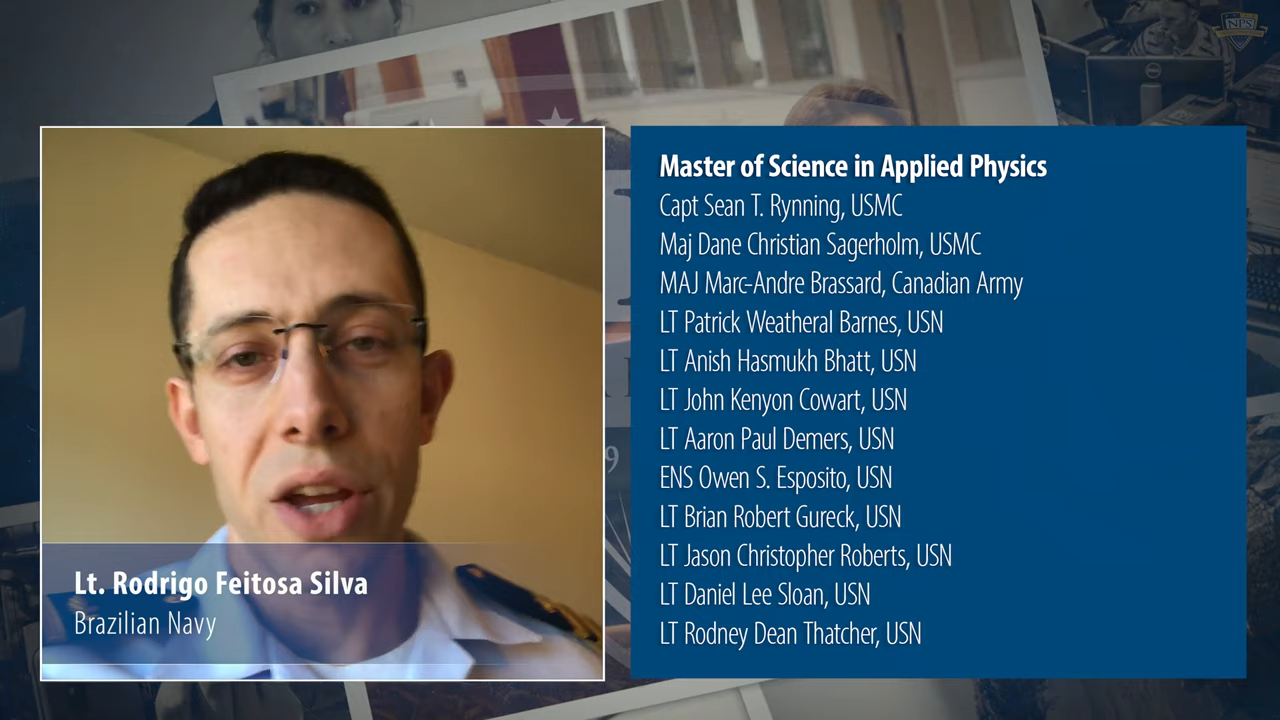 NPS
Lt. Rodrigo Feitosa Silva
Brazilian Navy
Master of Science in Applied Physics
Capt Sean T. Rynning, USMC
Maj Dane Christian Sagerholm, USMC
MAJ Marc-Andre Brassard, Canadian Army
LT Patrick Weatheral Barnes, USN
LT Anish Hasmukh Bhatt, USN
LT John Kenyon Cowart, USN
LT Aaron Paul Demers, USN
ENS Owen S. Esposito, USN
LT Brian Robert Gureck, USN
LT Jason Christopher Roberts, USN
LT Daniel Lee Sloan, USN
LT Rodney Dean Thatcher, USN